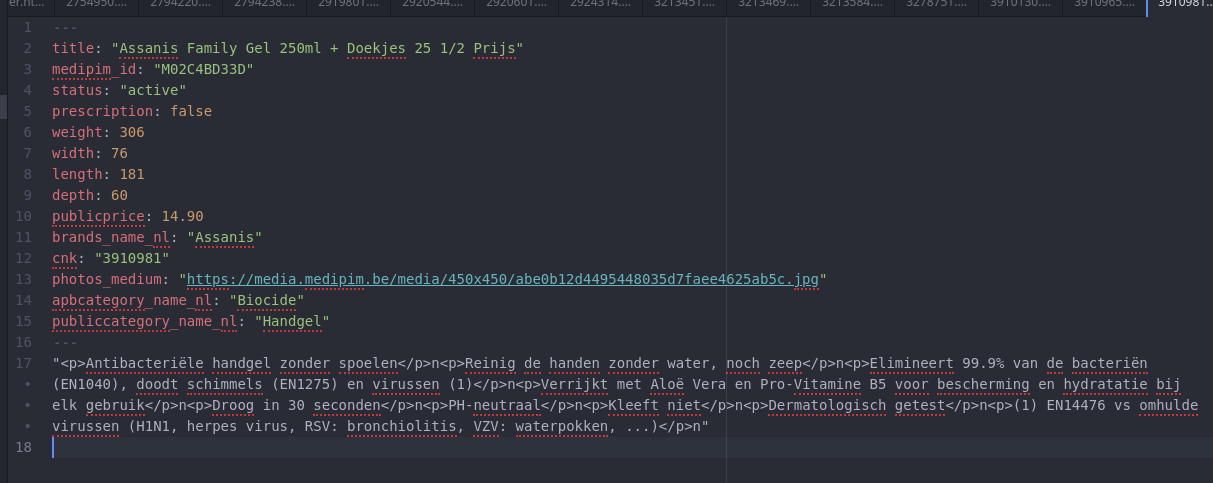 er.ht... 2754950.... 2794220.... 2794238.... 2919801.... 2920544.... 2920601.... 2924314.... 3213451.... 3213469.... 3213584.... 3278751.... 3910130.... 3910965.... 3910981...
1 ---
2 title: "Assanis Family Gel 250ml + Doekjes 25 1/2 Prijs"
3 medipim_id: "M02C4BD33D"
4 status: "active"
5 prescription: false
6 weight: 306
7 width: 76
8 length: 181
9 depth: 60
10 publicprice: 14.90
11 brands_name_nl: "Assanis"
12 cnk: "3910981"
13 photos_medium: "https://media.medipim.be/media/450x450/abe0b12d4495448035d7faee4625ab5c.jpg"
14 apbcategory_name_nl: "Biocide"
15 publiccategory_name_nl: "Handgel"
16 ---
17 "<p>Antibacteriële handgel zonder spoelen</p>n<p>Reinig de handen zonder water, noch zeep</p>n<p>Elimineert 99.9% van de bacteriën
• (EN1040), doodt schimmels (EN1275) en virussen (1)</p>n<p>Verrijkt met Aloë Vera en Pro-Vitamine B5 voor bescherming en hydratatie bij
• elk gebruik</p>n<p>Droog in 30 seconden</p>n<p>PH-neutraal</p>n<p>Kleeft niet</p>n<p>Dermatologisch getest</p>n<p>(1) EN14476 vs omhulde
• virussen (H1N1, herpes virus, RSV: bronchiolitis, VZV: waterpokken, ...)</p>n"
18